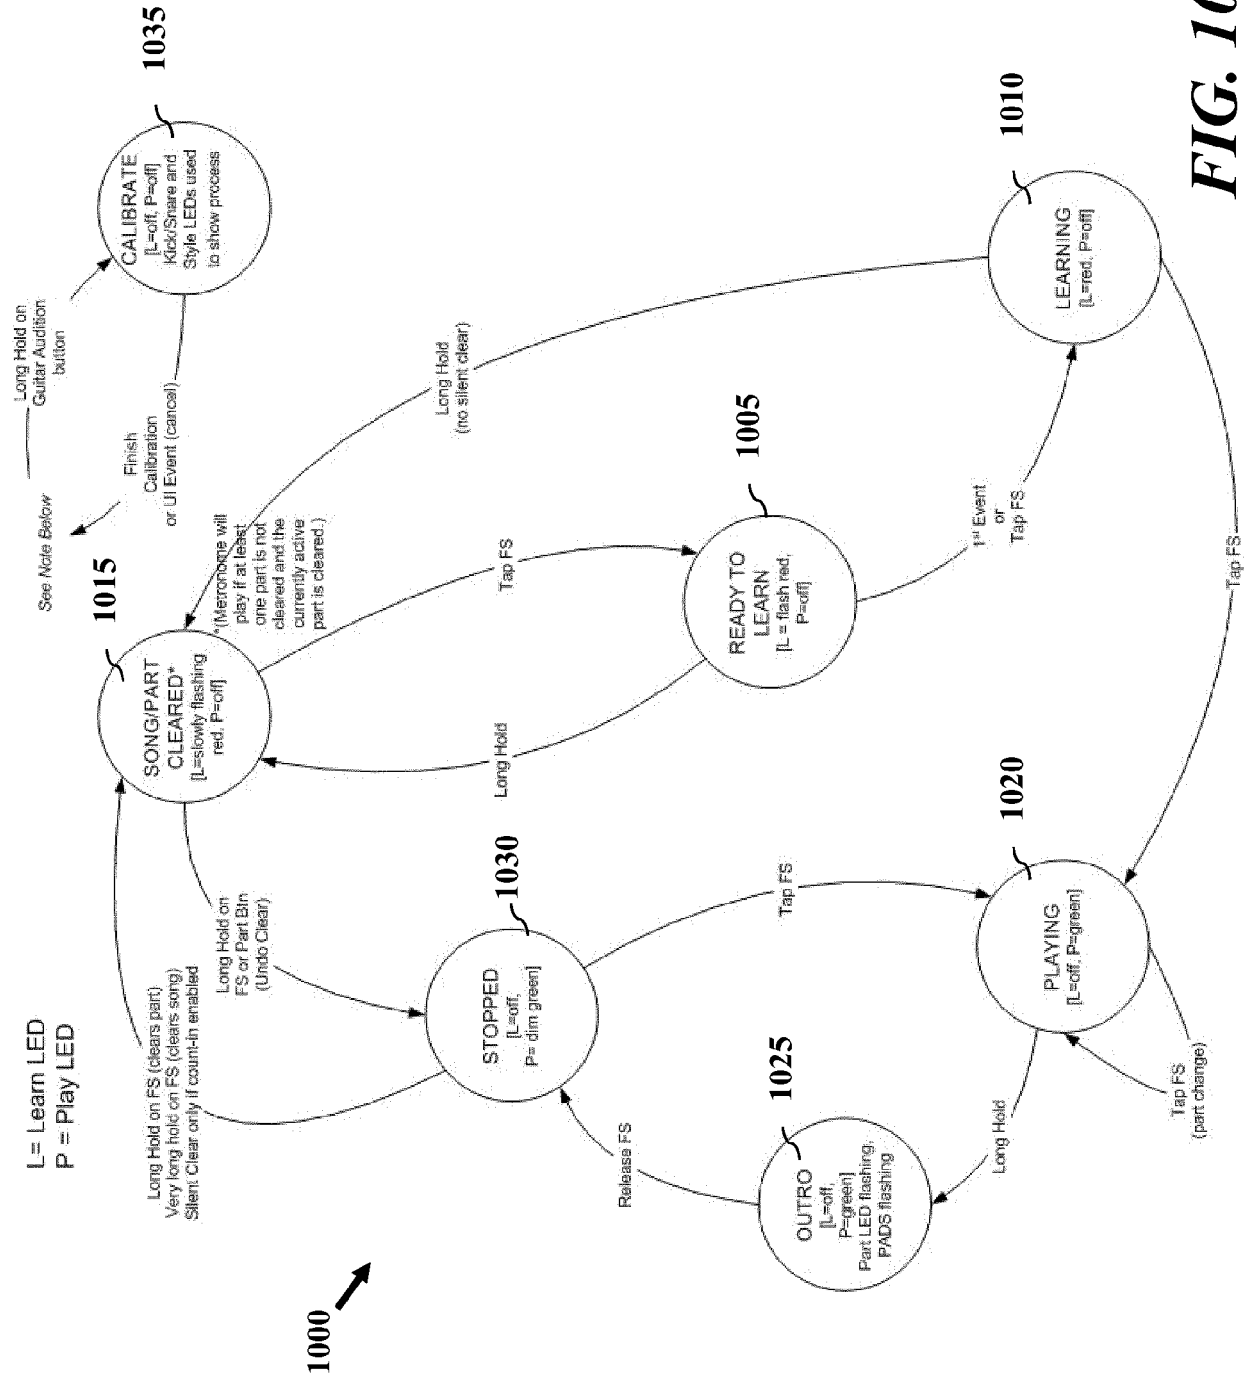 L= Learn LED
P = Play LED
1000
Long Hold on FS (clears part)
Very long hold on FS (clears song)
Silent Clear only if count-in enabled
Long Hold on
FS or Part Btn
(Undo Clear)
1015
SONG/PART
CLEARED*
[L=slowly flashing
red, P=off]
*(Metronome will
play if at least
one part is not
cleared and the
currently active
part is cleared.)
See Note Below
Long Hold on
Guitar Audition
button
Finish
Calibration
or UI Event (cancel)
1035
CALIBRATE
[L=off, P=off]
Kick/Snare and
Style LEDs used
to show process
1030
STOPPED
[L=off,
P= dim green]
Long Hold
Tap FS
Long Hold
(no silent clear)
1005
READY TO
LEARN
[L = flash red,
P=off]
1st Event
or
Tap FS
1010
LEARNING
[L=red, P=off]
Release FS
Tap FS
1025
OUTRO
[L=off,
P=green]
Part LED flashing,
PADS flashing
Long Hold
1020
PLAYING
[L=off, P=green]
Tap FS
(part change)
Tap FS
FIG. 10